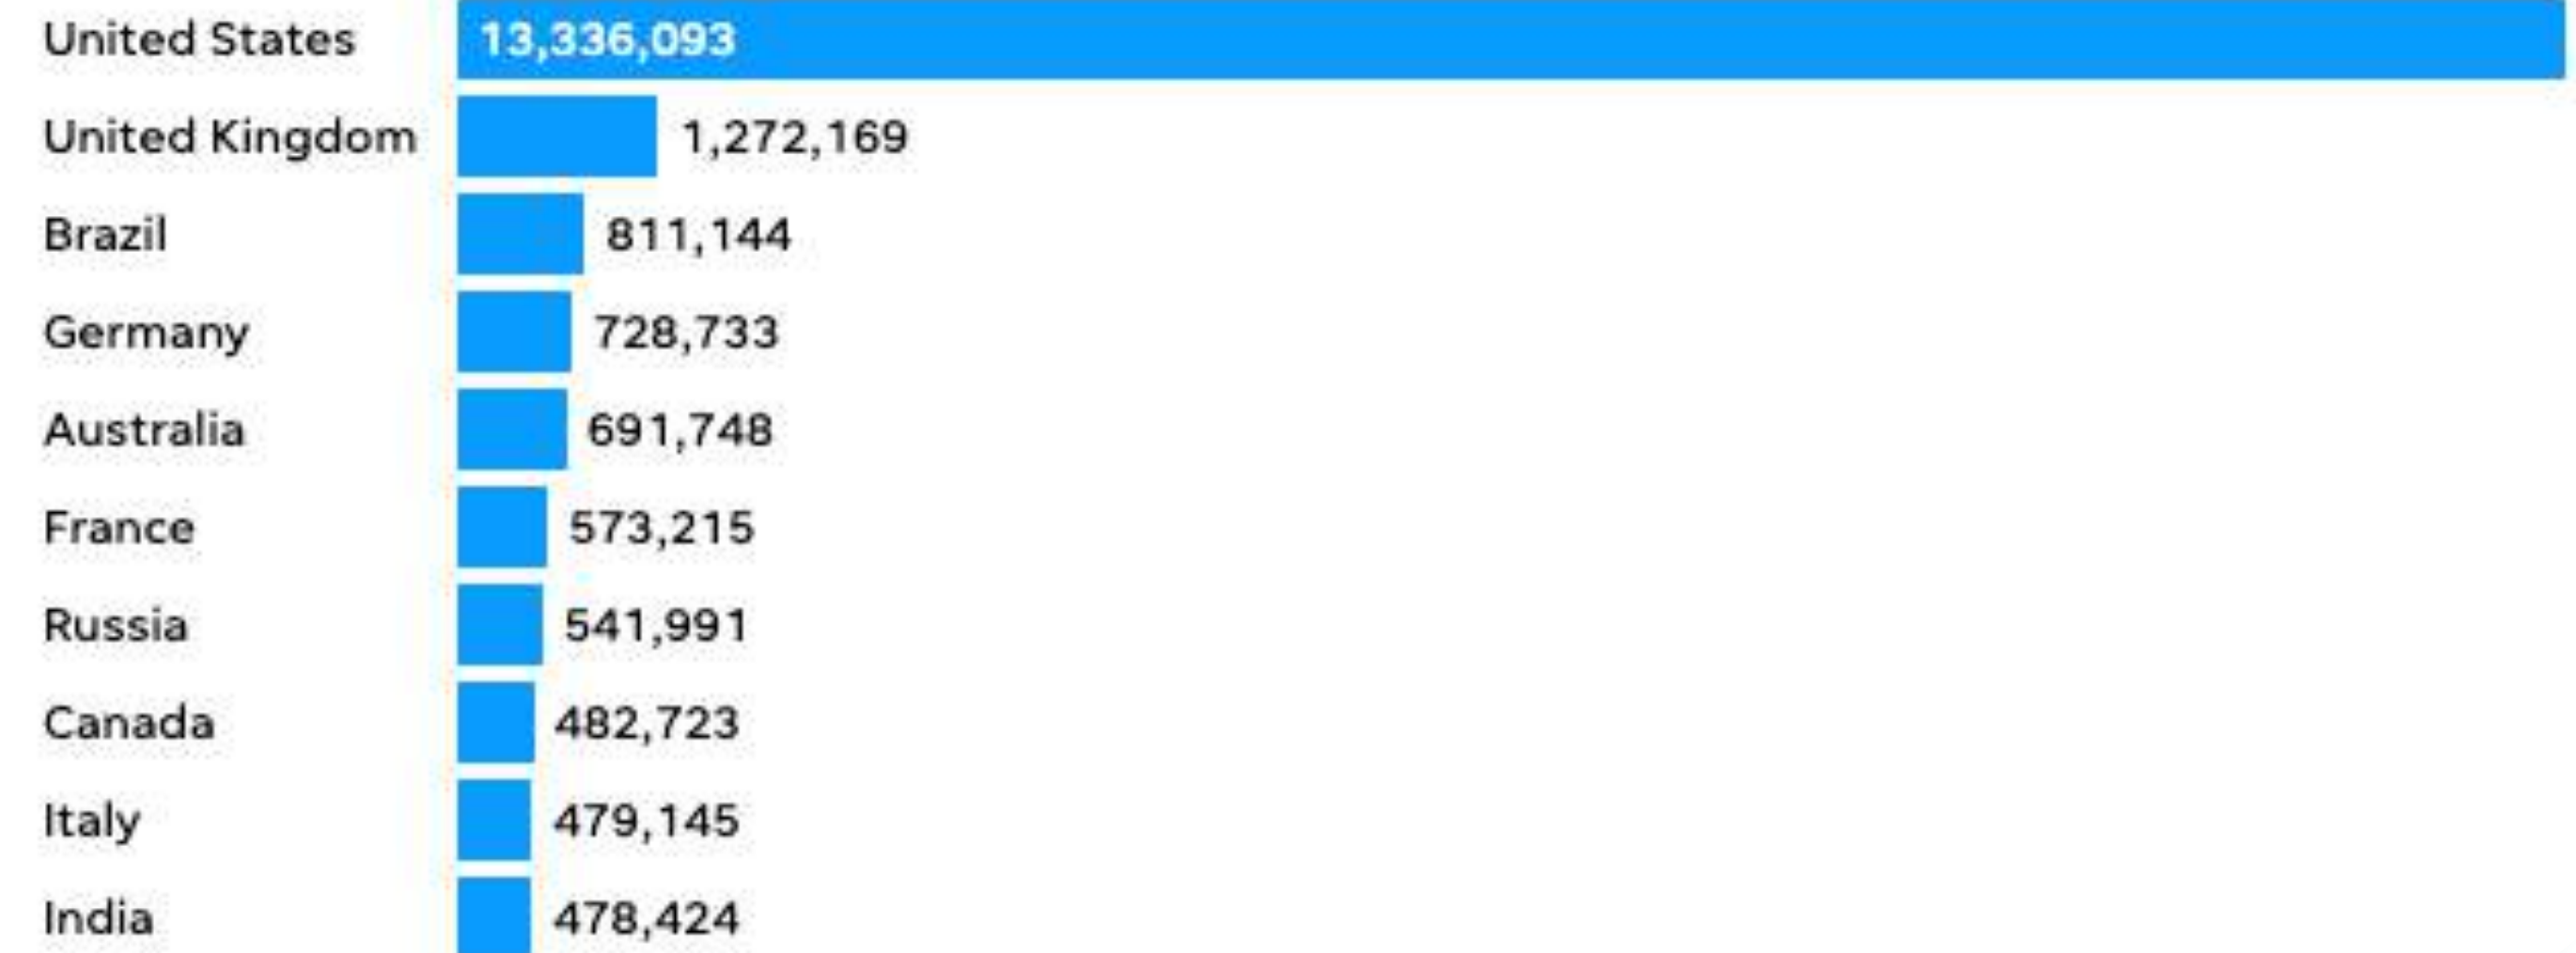 United States 13,336,093
United Kingdom 1,272,169
Brazil 811,144
Germany 728,733
Australia 691,748
France 573,215
Russia 541,991
Canada 482,723
Italy 479,145
India 478,424